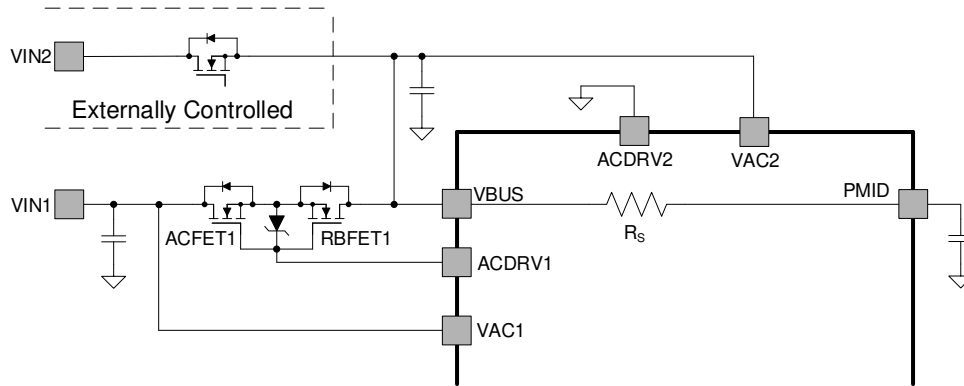 VIN2
Externally Controlled
ACDRV2
VAC2
VIN1
ACFET1
RBFET1
VBUS
RS
PMID
ACDRV1
VAC1